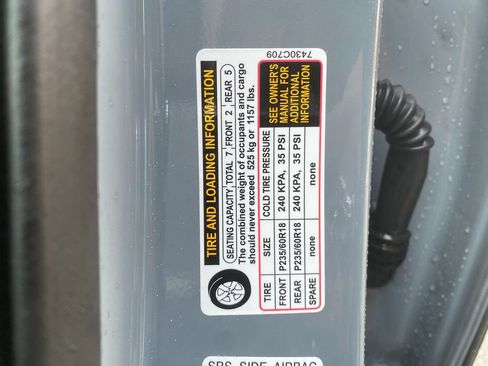 7430C709
TIRE AND LOADING INFORMATION
SEATING CAPACITY TOTAL 7 FRONT 2 REAR 5
The combined weight of occupants and cargo
should never exceed 525 kg or 1157 lbs.
TIRE SIZE COLD TIRE PRESSURE
FRONT P235/60R18 240 KPA, 35 PSI
REAR P235/60R18 240 KPA, 35 PSI
SPARE none none
SEE OWNER'S
MANUAL FOR
ADDITIONAL
INFORMATION
SRS SIDE AIRBAG